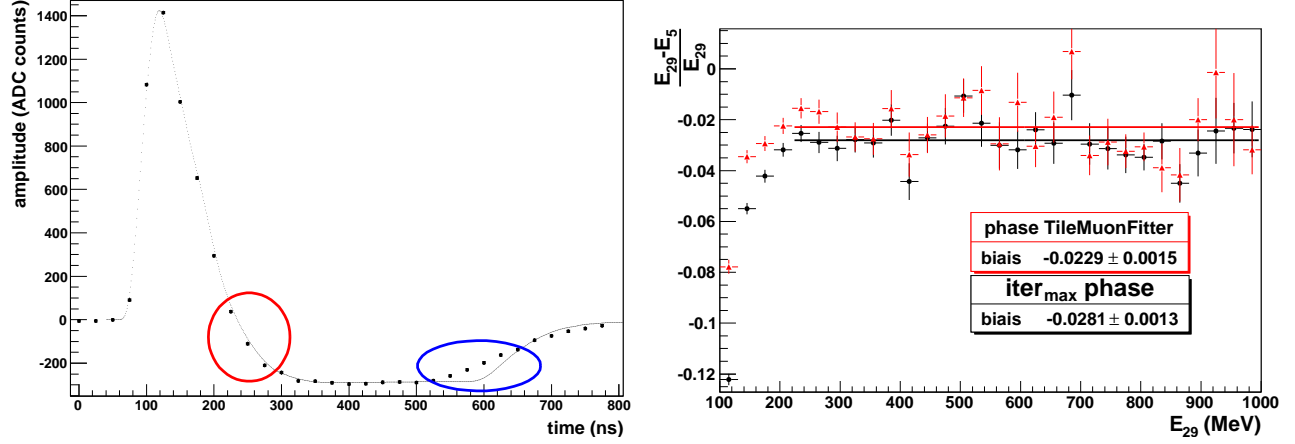 amplitude (ADC counts)
1400
1200
1000
800
600
400
200
0
-200
0 100 200 300 400 500 600 700 800
time (ns)
E29-E5
E29
0
-0.02
-0.04
-0.06
-0.08
-0.1
-0.12
phase TileMuonFitter
biais -0.0229 ± 0.0015
iermax phase
biais -0.0281 ± 0.0013
100 200 300 400 500 600 700 800 900 1000
E29 (MeV)